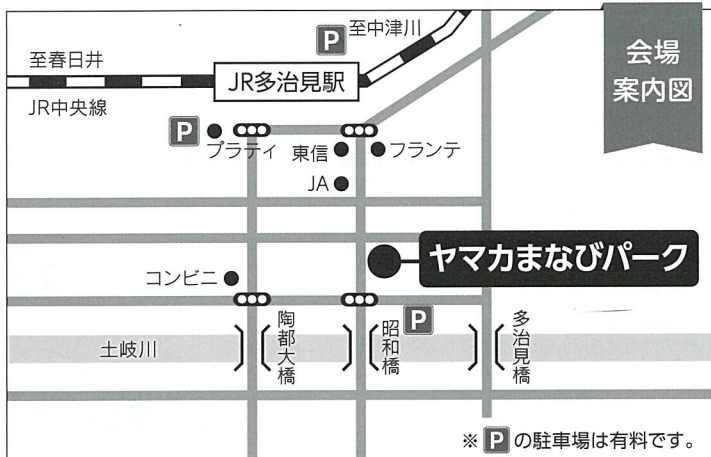 会場
案内図
P
至中津川
至春日井
JR多治見駅
JR中央線
P
プラティ
東信
フランテ
JA
ヤマカまなびパーク
コンビニ
P
土岐川
陶都大橋
昭和橋
多治見橋
※Pの駐車場は有料です。